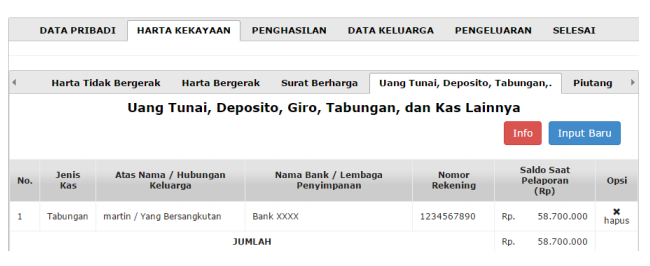 DATA PRIBADI HARTA KEKAYAAN PENGHASILAN DATA KELUARGA PENGELUARAN SELESAI
Harta Tidak Bergerak Harta Bergerak Surat Berharga Uang Tunai, Deposito, Tabungan,. Piutang
Uang Tunai, Deposito, Giro, Tabungan, dan Kas Lainnya
Info Input Baru
No. Jenis Kas Atas Nama / Hubungan Keluarga Nama Bank / Lembaga Penyimpanan Nomor Rekening Saldo Saat Pelaporan (Rp) Opsi
1 Tabungan martin / Yang Bersangkutan Bank XXXX 1234567890 Rp. 58.700.000 ✖ hapus
JUMLAH Rp. 58.700.000